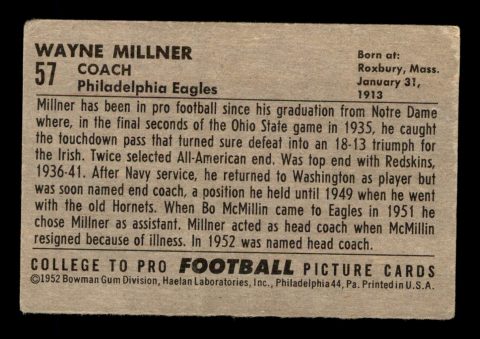 WAYNE MILLNER
57 COACH
Philadelphia Eagles
Born at:
Roxbury, Mass.
January 31,
1913
Millner has been in pro football since his graduation from Notre Dame
where, in the final seconds of the Ohio State game in 1935, he caught
the touchdown pass that turned sure defeat into an 18-13 triumph for
the Irish. Twice selected All-American end. Was top end with Redskins,
1936-41. After Navy service, he returned to Washington as player but
was soon named end coach, a position he held until 1949 when he went
with the old Hornets. When Bo McMillin came to Eagles in 1951 he
chose Millner as assistant. Millner acted as head coach when McMillin
resigned because of illness. In 1952 was named head coach.
COLLEGE TO PRO FOOTBALL PICTURE CARDS
©1952 Bowman Gum Division, Haelan Laboratories, Inc., Philadelphia 44, Pa. Printed in U.S.A.